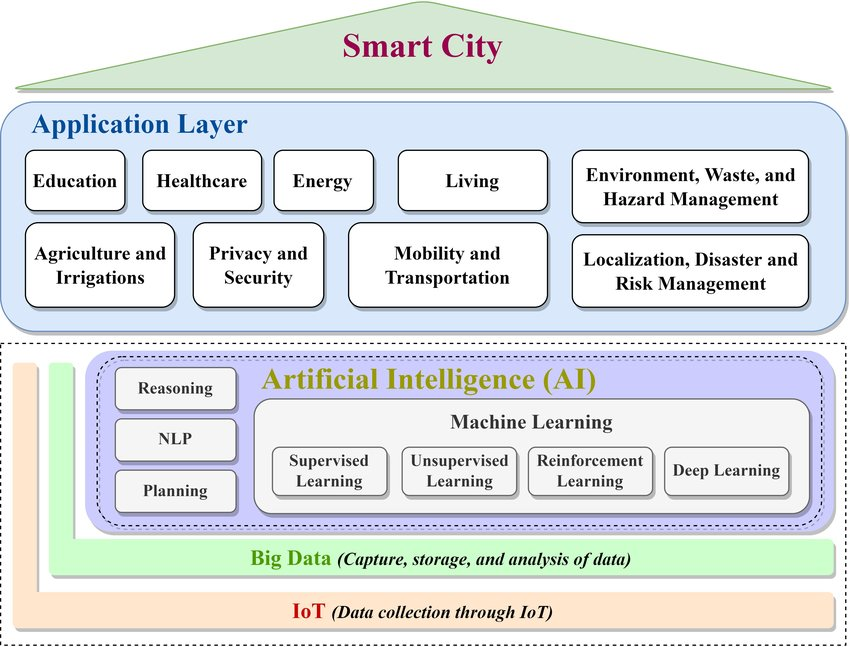 Smart City
Application Layer
Education
Healthcare
Energy
Living
Environment, Waste, and
Hazard Management
Agriculture and
Irrigations
Privacy and
Security
Mobility and
Transportation
Localization, Disaster and
Risk Management
Artificial Intelligence (AI)
Reasoning
NLP
Planning
Machine Learning
Supervised
Learning
Unsupervised
Learning
Reinforcement
Learning
Deep Learning
Big Data (Capture, storage, and analysis of data)
IoT (Data collection through IoT)